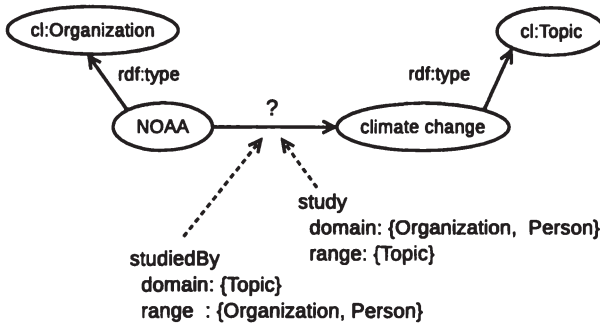 cl:Organization
cl:Topic
rdf:type
rdf:type
?
NOAA
climate change
study
domain: {Organization, Person}
range: {Topic}
studiedBy
domain: {Topic}
range : {Organization, Person}